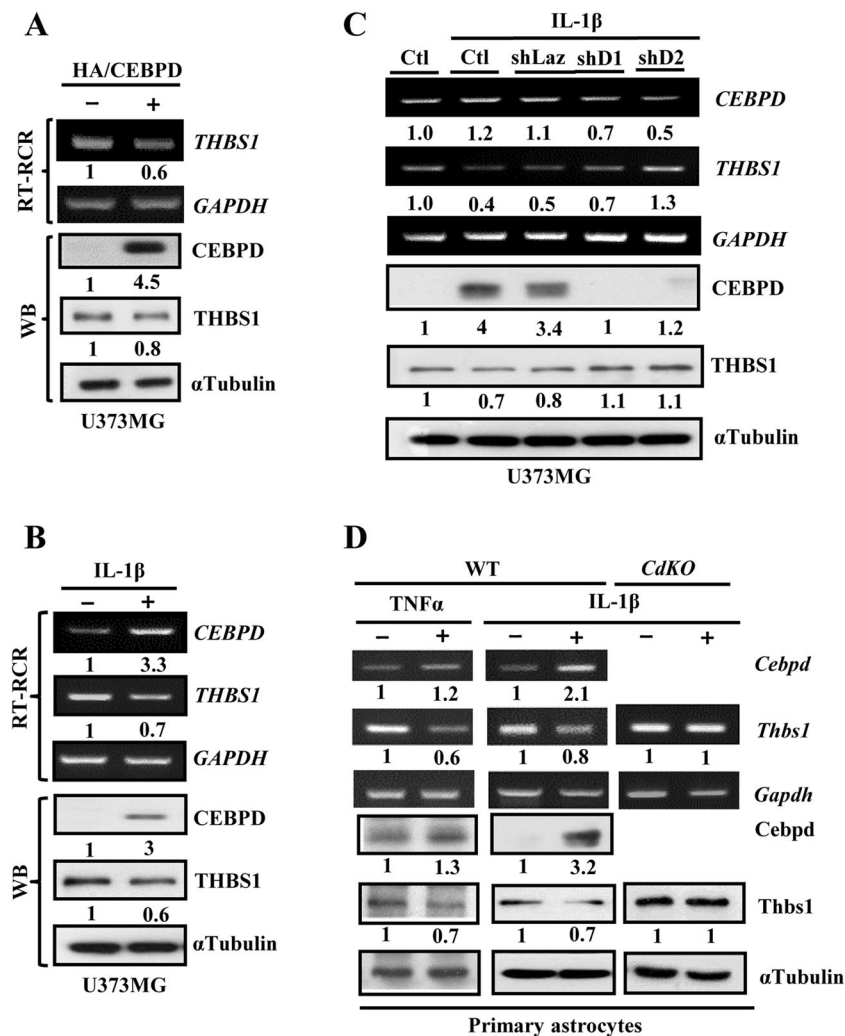 A
HA/CEBPD
− +
RT-RCR
THBS1
1 0.6
GAPDH
WB
CEBPD
1 4.5
THBS1
1 0.8
αTubulin
U373MG
B
IL-1β
− +
RT-RCR
CEBPD
1 3.3
THBS1
1 0.7
GAPDH
WB
CEBPD
1 3
THBS1
1 0.6
αTubulin
U373MG
C
IL-1β
Ctl Ctl shLaz shD1 shD2
CEBPD
1.0 1.2 1.1 0.7 0.5
THBS1
1.0 0.4 0.5 0.7 1.3
GAPDH
CEBPD
1 4 3.4 1 1.2
THBS1
1 0.7 0.8 1.1 1.1
αTubulin
U373MG
D
WT CdKO
TNFα IL-1β
− + − + − +
Cebpd
1 1.2 1 2.1
Thbs1
1 0.6 1 0.8 1 1
Gapdh
Cebpd
1 1.3 1 3.2
Thbs1
1 0.7 1 0.7 1 1
αTubulin
Primary astrocytes